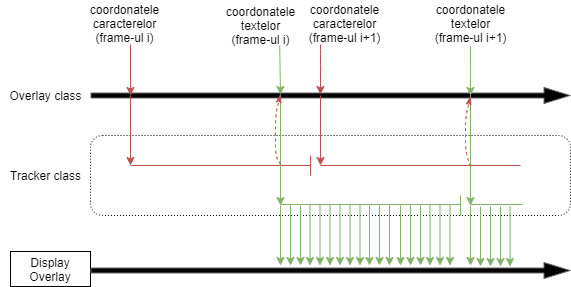 coordonatele
caracterelor
(frame-ul i)
coordonatele
textelor
(frame-ul i)
coordonatele
caracterelor
(frame-ul i+1)
coordonatele
textelor
(frame-ul i+1)
Overlay class
Tracker class
Display
Overlay